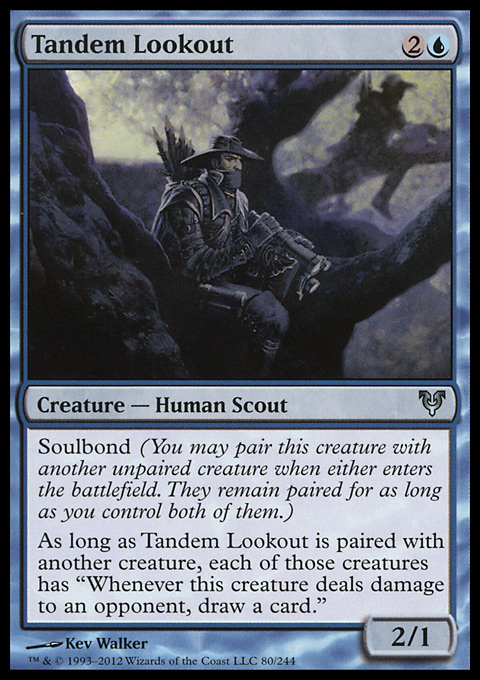 Tandem Lookout 2
Creature — Human Scout
Soulbond (You may pair this creature with
another unpaired creature when either enters
the battlefield. They remain paired for as long
as you control both of them.)
As long as Tandem Lookout is paired with
another creature, each of those creatures
has “Whenever this creature deals damage
to an opponent, draw a card.”
2/1
Kev Walker
™ & © 1993–2012 Wizards of the Coast LLC 80/244